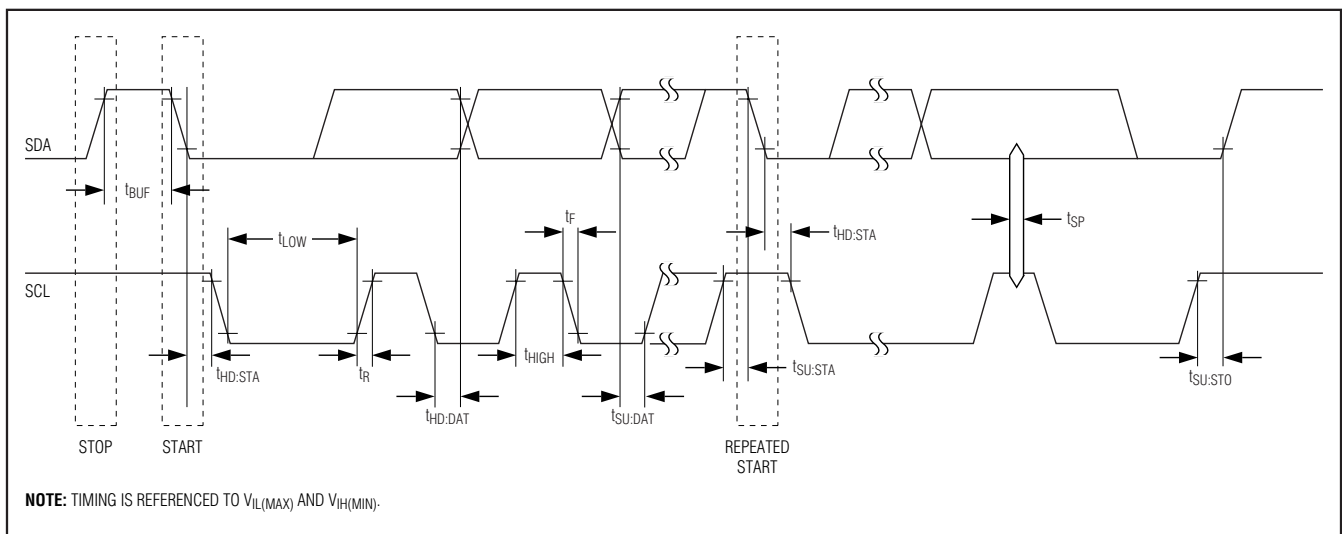 SDA
tBUF
tF
tSP
tLOW
tHD:STA
SCL
tHD:STA
tR
tHIGH
tSU:STA
tSU:STO
tHD:DAT
tSU:DAT
STOP
START
REPEATED
START
NOTE: TIMING IS REFERENCED TO VIL(MAX) AND VIH(MIN).